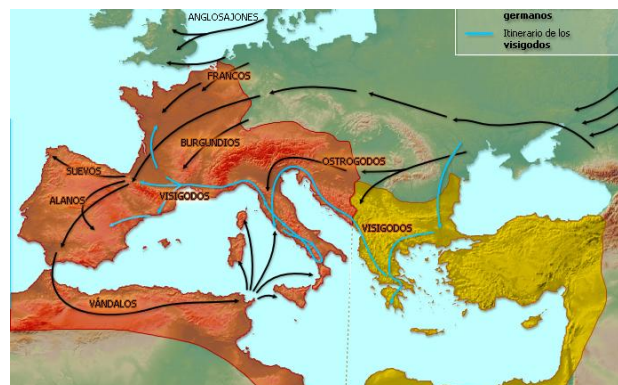 ANGLOSAJONES
germanos
Itinerario de los
visigodos
FRANCOS
BURGUNDIOS
OSTROGODOS
SUEVOS
ALANOS
VISIGODOS
VISIGODOS
VÁNDALOS